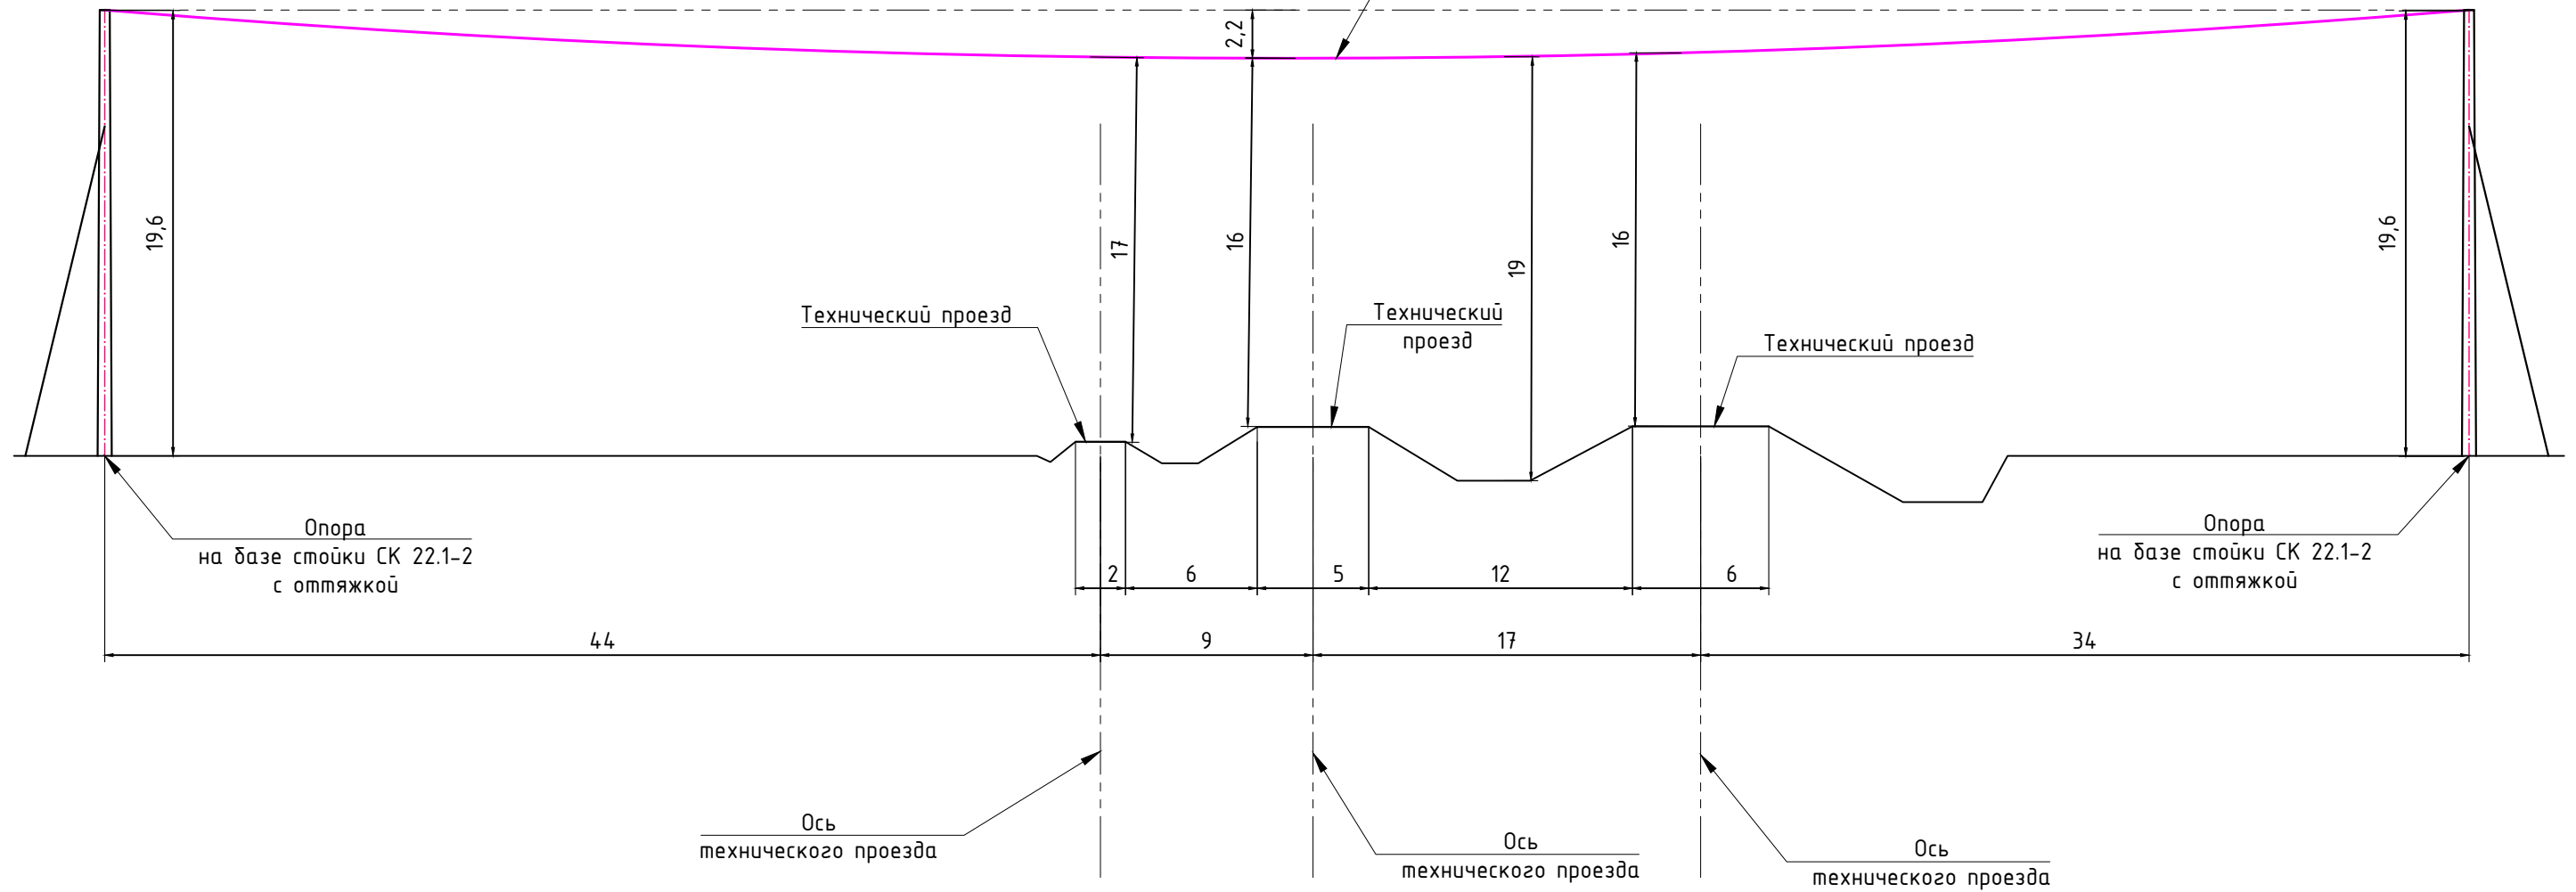 2,2
19,6
17
16
19
16
19,6
Технический проезд
Технический
проезд
Технический проезд
Опора
на базе стойки СК 22.1-2
с оттяжкой
Опора
на базе стойки СК 22.1-2
с оттяжкой
2
6
5
12
6
44
9
17
34
Ось
технического проезда
Ось
технического проезда
Ось
технического проезда